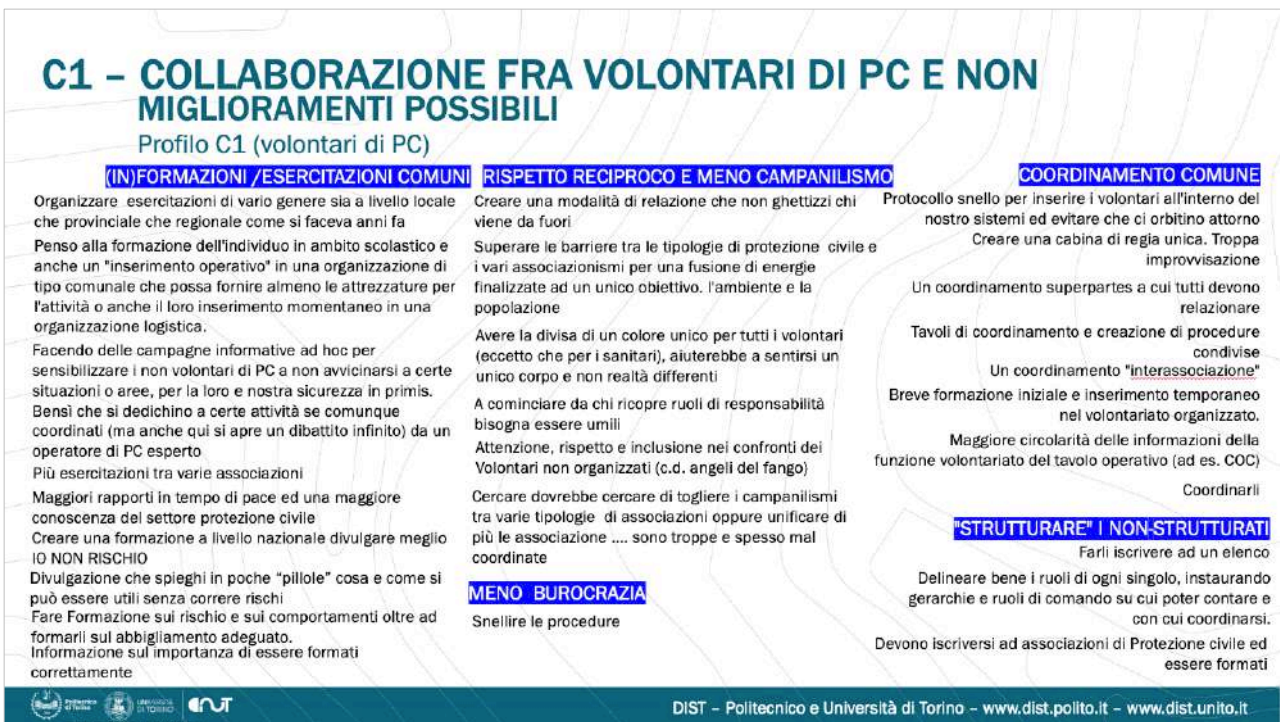 C1 – COLLABORAZIONE FRA VOLONTARI DI PC E NON
MIGLIORAMENTI POSSIBILI
Profilo C1 (volontari di PC)
(IN)FORMAZIONI /ESERCITAZIONI COMUNI
Organizzare esercitazioni di vario genere sia a livello locale
che provinciale che regionale come si faceva anni fa
Penso alla formazione dell'individuo in ambito scolastico e
anche un "inserimento operativo" in una organizzazione di
tipo comunale che possa fornire almeno le attrezzature per
l'attività o anche il loro inserimento momentaneo in una
organizzazione logistica.
Facendo delle campagne informative ad hoc per
sensibilizzare i non volontari di PC a non avvicinarsi a certe
situazioni o aree, per la loro e nostra sicurezza in primis.
Bensì che si dedichino a certe attività se comunque
coordinati (ma anche qui si apre un dibattito infinito) da un
operatore di PC esperto
Più esercitazioni tra varie associazioni
Maggiori rapporti in tempo di pace ed una maggiore
conoscenza del settore protezione civile
Creare una formazione a livello nazionale divulgare meglio
IO NON RISCHIO
Divulgazione che spieghi in poche “pillole” cosa e come si
può essere utili senza correre rischi
Fare Formazione sui rischio e sui comportamenti oltre ad
formarli sul abbigliamento adeguato.
Informazione sul importanza di essere formati
correttamente
RISPETTO RECIPROCO E MENO CAMPANILISMO
Creare una modalità di relazione che non ghettizzi chi
viene da fuori
Superare le barriere tra le tipologie di protezione civile e
i vari associazionismi per una fusione di energie
finalizzate ad un unico obiettivo. l'ambiente e la
popolazione
Avere la divisa di un colore unico per tutti i volontari
(eccetto che per i sanitari), aiuterebbe a sentirsi un
unico corpo e non realtà differenti
A cominciare da chi ricopre ruoli di responsabilità
bisogna essere umili
Attenzione, rispetto e inclusione nei confronti dei
Volontari non organizzati (c.d. angeli del fango)
Cercare dovrebbe cercare di togliere i campanilismi
tra varie tipologie di associazioni oppure unificare di
più le associazione .... sono troppe e spesso mal
coordinate
MENO BUROCRAZIA
Snellire le procedure
COORDINAMENTO COMUNE
Protocollo snello per inserire i volontari all'interno del
nostro sistemi ed evitare che ci orbitino attorno
Creare una cabina di regia unica. Troppa
improvvisazione
Un coordinamento superpartes a cui tutti devono
relazionare
Tavoli di coordinamento e creazione di procedure
condivise
Un coordinamento "interassociazione"
Breve formazione iniziale e inserimento temporaneo
nel volontariato organizzato.
Maggiore circolarità delle informazioni della
funzione volontariato del tavolo operativo (ad es. COC)
Coordinarli
"STRUTTURARE" I NON-STRUTTURATI
Farli iscrivere ad un elenco
Delineare bene i ruoli di ogni singolo, instaurando
gerarchie e ruoli di comando su cui poter contare e
con cui coordinarsi.
Devono iscriversi ad associazioni di Protezione civile ed
essere formati
Politecnico
di Torino
UNIVERSITÀ
DI TORINO
DIST – Politecnico e Università di Torino – www.dist.polito.it – www.dist.unito.it